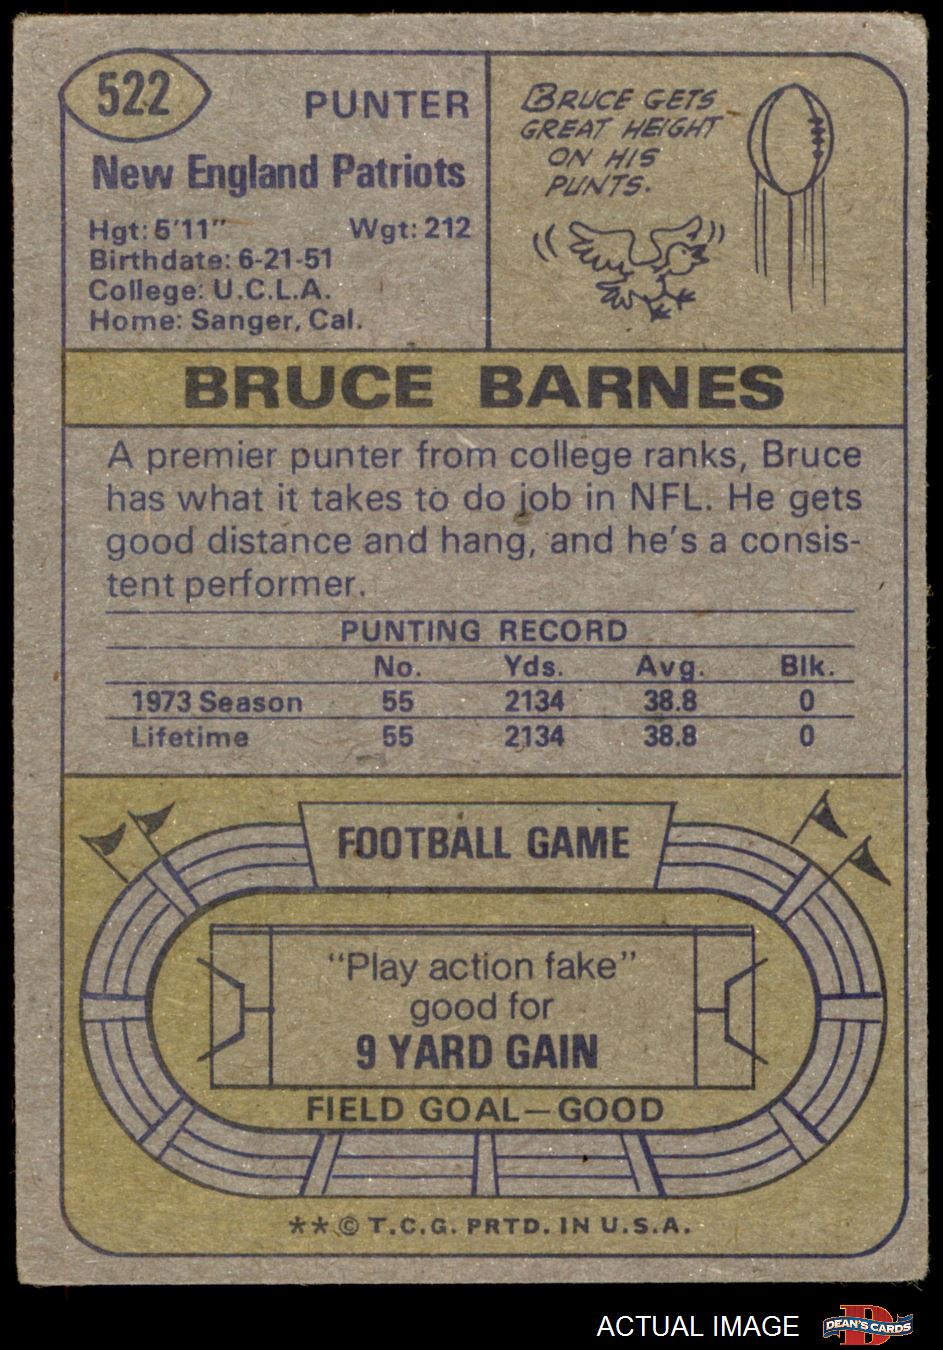 522
PUNTER
New England Patriots
Hgt: 5'11" Wgt: 212
Birthdate: 6-21-51
College: U.C.L.A.
Home: Sanger, Cal.
BRUCE GETS
GREAT HEIGHT
ON HIS
PUNTS.
BRUCE BARNES
A premier punter from college ranks, Bruce
has what it takes to do job in NFL. He gets
good distance and hang, and he's a consis-
tent performer.
PUNTING RECORD
No. Yds. Avg. Blk.
1973 Season 55 2134 38.8 0
Lifetime 55 2134 38.8 0
FOOTBALL GAME
"Play action fake"
good for
9 YARD GAIN
FIELD GOAL—GOOD
**© T.C.G. PRTD. IN U.S.A.
ACTUAL IMAGE
D
DEAN'S CARDS